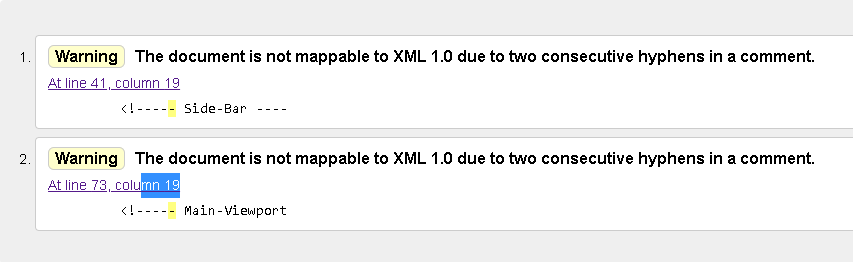 1. Warning The document is not mappable to XML 1.0 due to two consecutive hyphens in a comment.
At line 41, column 19
<!----- Side-Bar ----
2. Warning The document is not mappable to XML 1.0 due to two consecutive hyphens in a comment.
At line 73, column 19
<!----- Main-Viewport